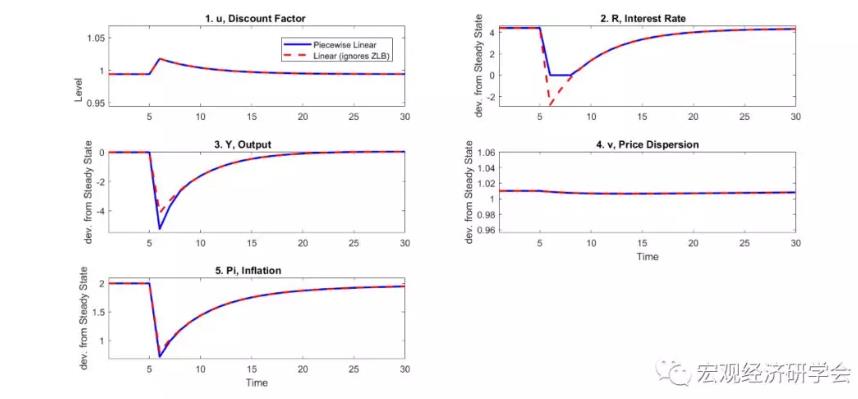 1. u, Discount Factor
1.05
1
0.95
Level
5 10 15 20 25 30
Piecewise Linear
Linear (ignores ZLB)
2. R, Interest Rate
4
2
0
-2
dev. from Steady State
5 10 15 20 25 30
3. Y, Output
0
-2
-4
dev. from Steady State
5 10 15 20 25 30
4. v, Price Dispersion
1.06
1.04
1.02
1
0.98
0.96
dev. from Steady State
5 10 15 20 25 30
Time
5. Pi, Inflation
2
1.5
1
dev. from Steady State
5 10 15 20 25 30
Time
宏观经济研学会